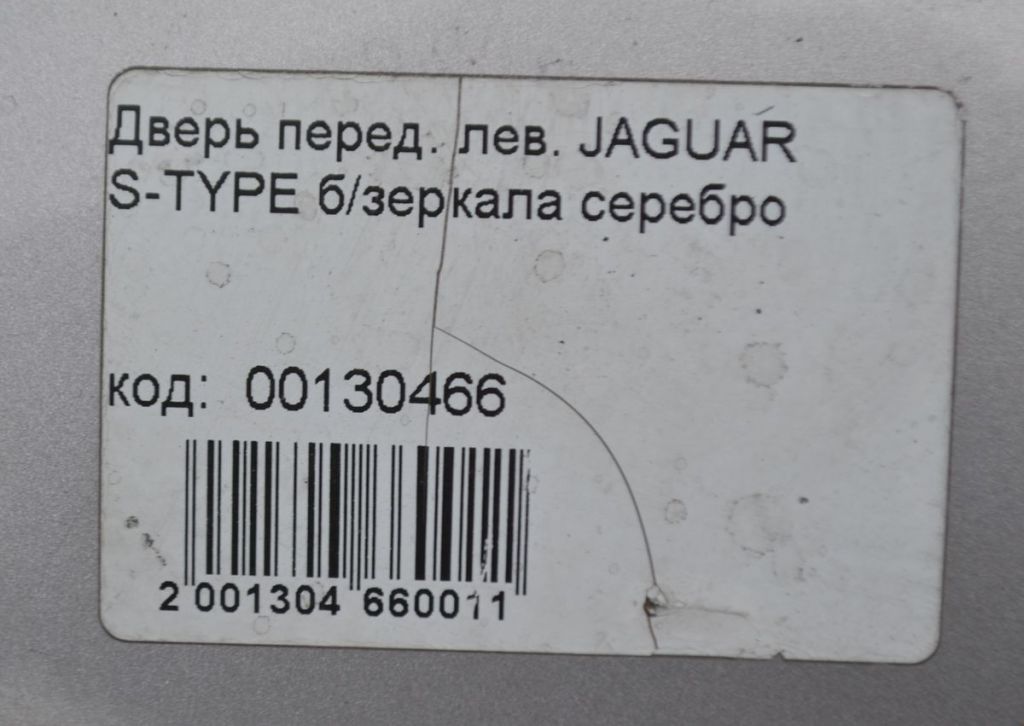 Дверь перед. лев. JAGUAR
S-TYPE б/зеркала серебро
код: 00130466
2 001304 660011